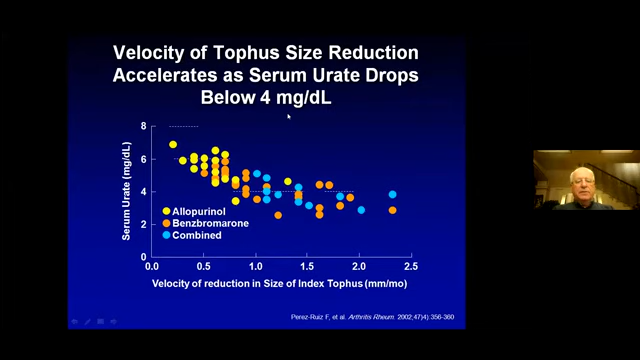 Velocity of Tophus Size Reduction
Accelerates as Serum Urate Drops
Below 4 mg/dL
8
6
4
2
0
Serum Urate (mg/dL)
Allopurinol
Benzbromarone
Combined
0.0 0.5 1.0 1.5 2.0 2.5
Velocity of reduction in Size of Index Tophus (mm/mo)
Perez-Ruiz F, et al. Arthritis Rheum. 2002;47(4):356-360